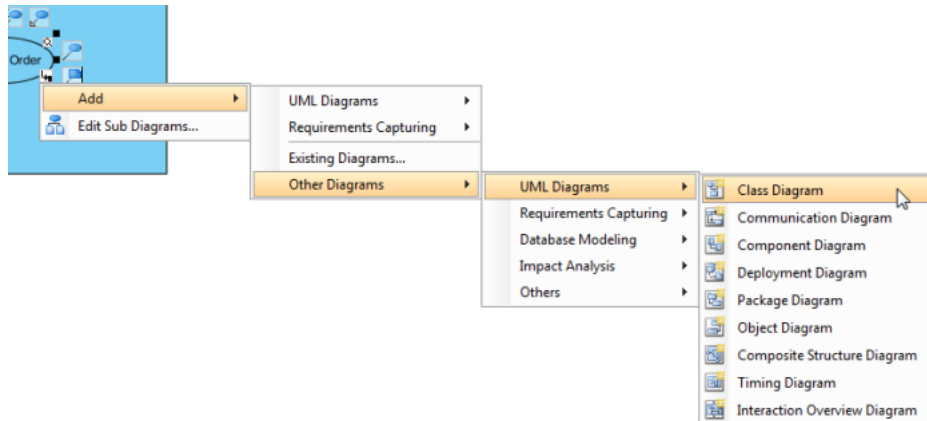 Order
Add
Edit Sub Diagrams...
UML Diagrams
Requirements Capturing
Existing Diagrams...
Other Diagrams
UML Diagrams
Requirements Capturing
Database Modeling
Impact Analysis
Others
Class Diagram
Communication Diagram
Component Diagram
Deployment Diagram
Package Diagram
Object Diagram
Composite Structure Diagram
Timing Diagram
Interaction Overview Diagram